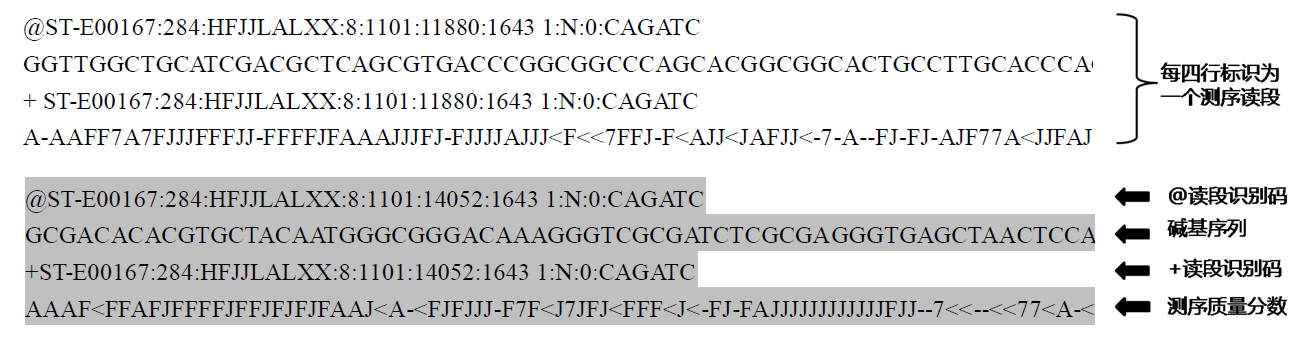 @ST-E00167:284:HFJJLALXX:8:1101:11880:1643 1:N:0:CAGATC
GGTTGGCTGCATCGACGCTCAGCGTGACCCGGCGGCCCAGCACGGCGGCACTGCCTTGCACCCAG
+ ST-E00167:284:HFJJLALXX:8:1101:11880:1643 1:N:0:CAGATC
A-AAFF7A7FJJJFFFJJ-FFFFJFAAAJJJFJ-FJJJJAJJJ<F<<7FFJ-F<AJJ<JAFJJ<-7-A--FJ-FJ-AJF77A<JJFAJ
每四行标识为
一个测序读段
@ST-E00167:284:HFJJLALXX:8:1101:14052:1643 1:N:0:CAGATC
@读段识别码
GCGACACACGTGCTACAATGGGCGGGACAAAGGGTCGCGATCTCGCGAGGGTGAGCTAACTCCA
碱基序列
+ST-E00167:284:HFJJLALXX:8:1101:14052:1643 1:N:0:CAGATC
+读段识别码
AAAF<FFAFJFFFFJFFJFJFJFAAJ<A-<FJFJJJ-F7F<J7JFJ<FFF<J<-FJ-FAJJJJJJJJJJJFJJ--7<<--<<77<A-<
测序质量分数